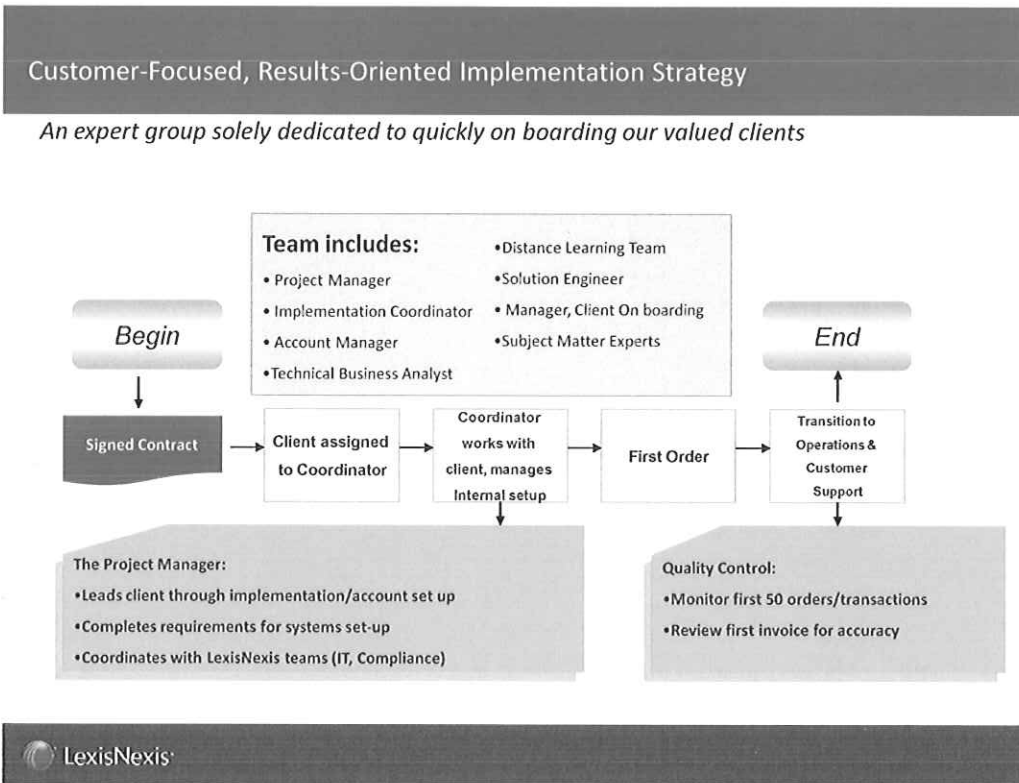 Customer-Focused, Results-Oriented Implementation Strategy
An expert group solely dedicated to quickly on boarding our valued clients
Team includes:
• Project Manager
• Implementation Coordinator
• Account Manager
•Technical Business Analyst
•Distance Learning Team
•Solution Engineer
• Manager, Client On boarding
•Subject Matter Experts
Begin
End
Signed Contract
Client assigned
to Coordinator
Coordinator
works with
client, manages
Internal setup
First Order
Transition to
Operations &
Customer
Support
The Project Manager:
•Leads client through implementation/account set up
•Completes requirements for systems set-up
•Coordinates with LexisNexis teams (IT, Compliance)
Quality Control:
•Monitor first 50 orders/transactions
•Review first invoice for accuracy
LexisNexis